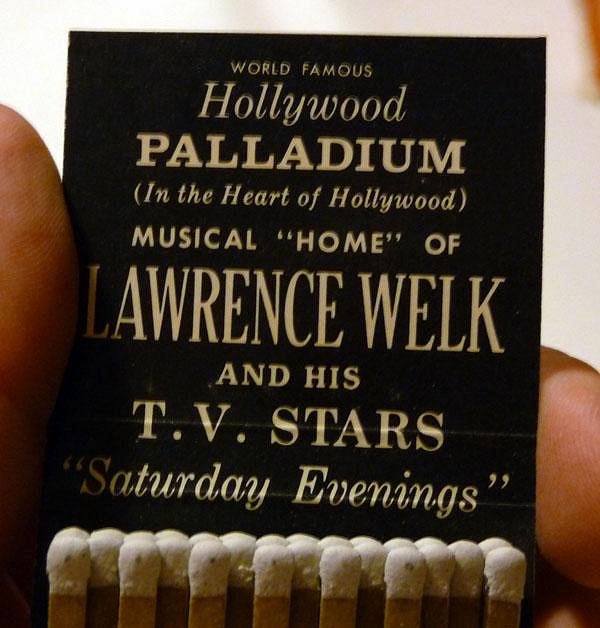 WORLD FAMOUS
Hollywood
PALLADIUM
(In the Heart of Hollywood)
MUSICAL "HOME" OF
LAWRENCE WELK
AND HIS
T.V. STARS
"Saturday Evenings"